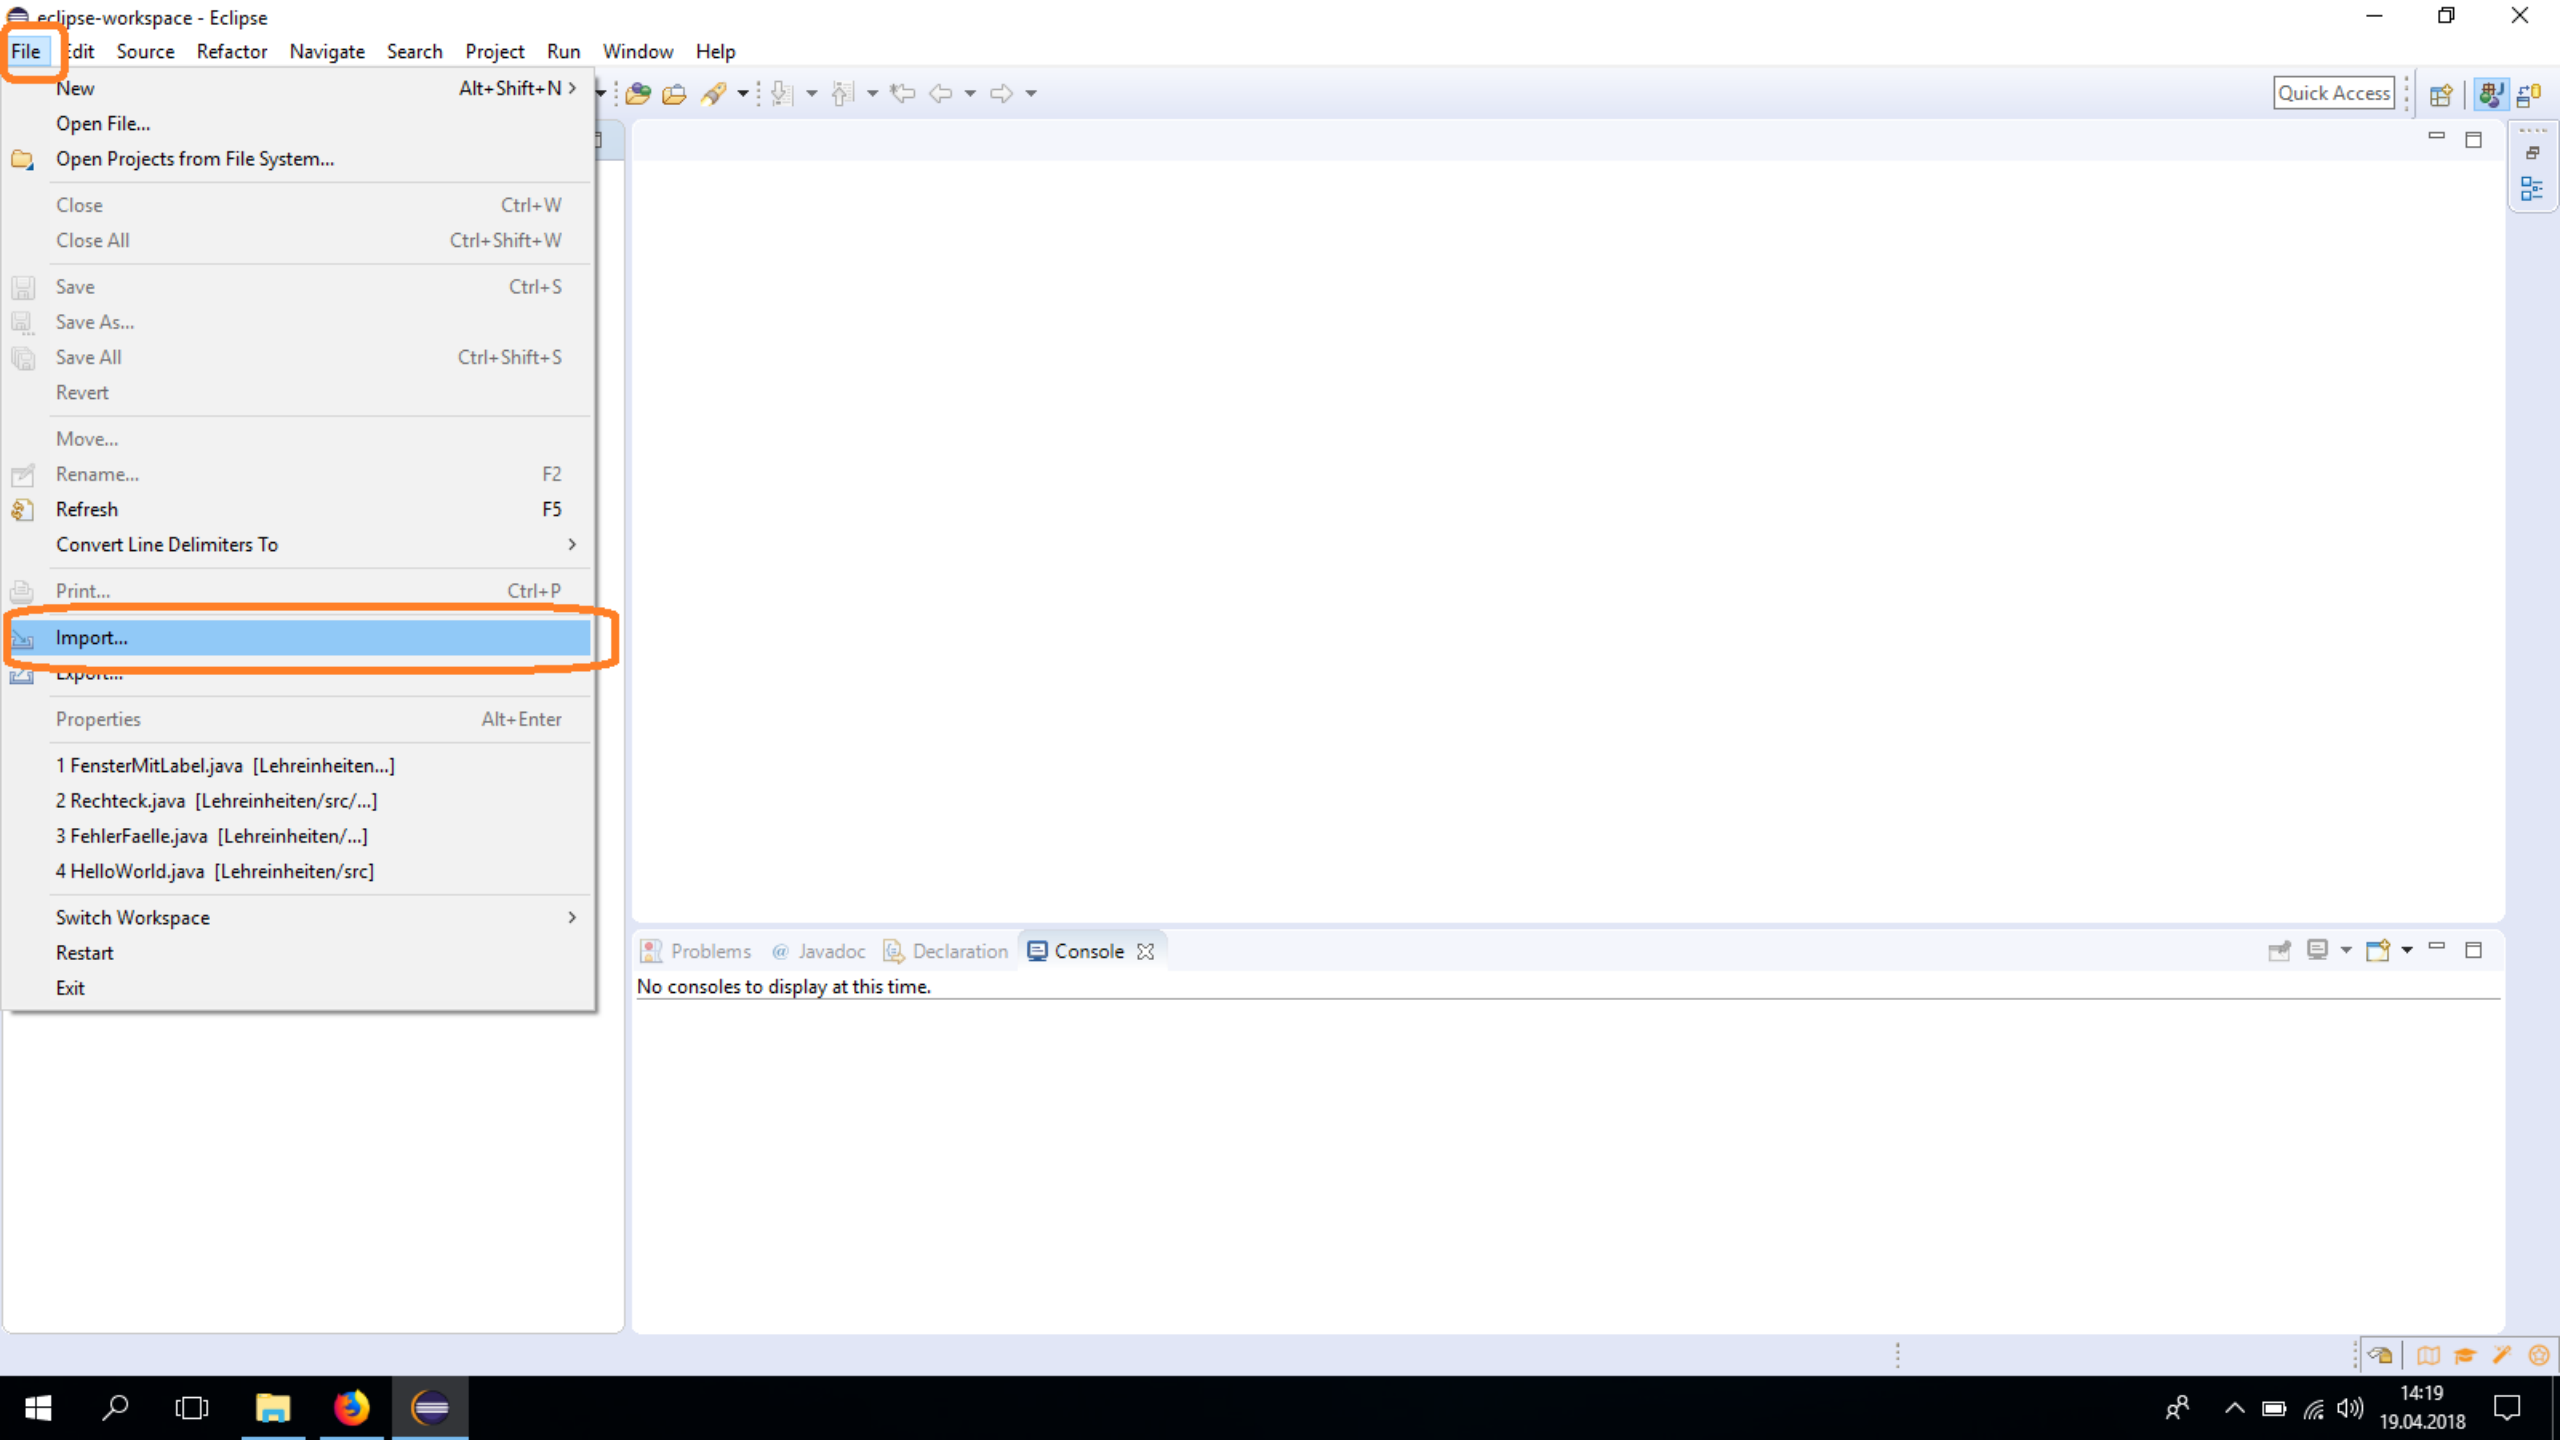 eclipse-workspace - Eclipse
File Edit Source Refactor Navigate Search Project Run Window Help
New Alt+Shift+N
Quick Access
Open File...
Open Projects from File System...
Close Ctrl+W
Close All Ctrl+Shift+W
Save Ctrl+S
Save As...
Save All Ctrl+Shift+S
Revert
Move...
Rename... F2
Refresh F5
Convert Line Delimiters To
Print... Ctrl+P
Import...
Export...
Properties Alt+Enter
1 FensterMitLabel.java [Lehreinheiten...]
2 Rechteck.java [Lehreinheiten/src/...]
3 FehlerFaelle.java [Lehreinheiten/...]
4 HelloWorld.java [Lehreinheiten/src]
Switch Workspace
Restart
Exit
Problems @ Javadoc Declaration Console
No consoles to display at this time.
14:19
19.04.2018